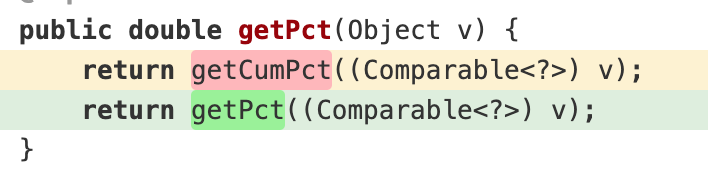 public double getPct(Object v) {
    return getCumPct((Comparable<?>) v);
    return getPct((Comparable<?>) v);
}